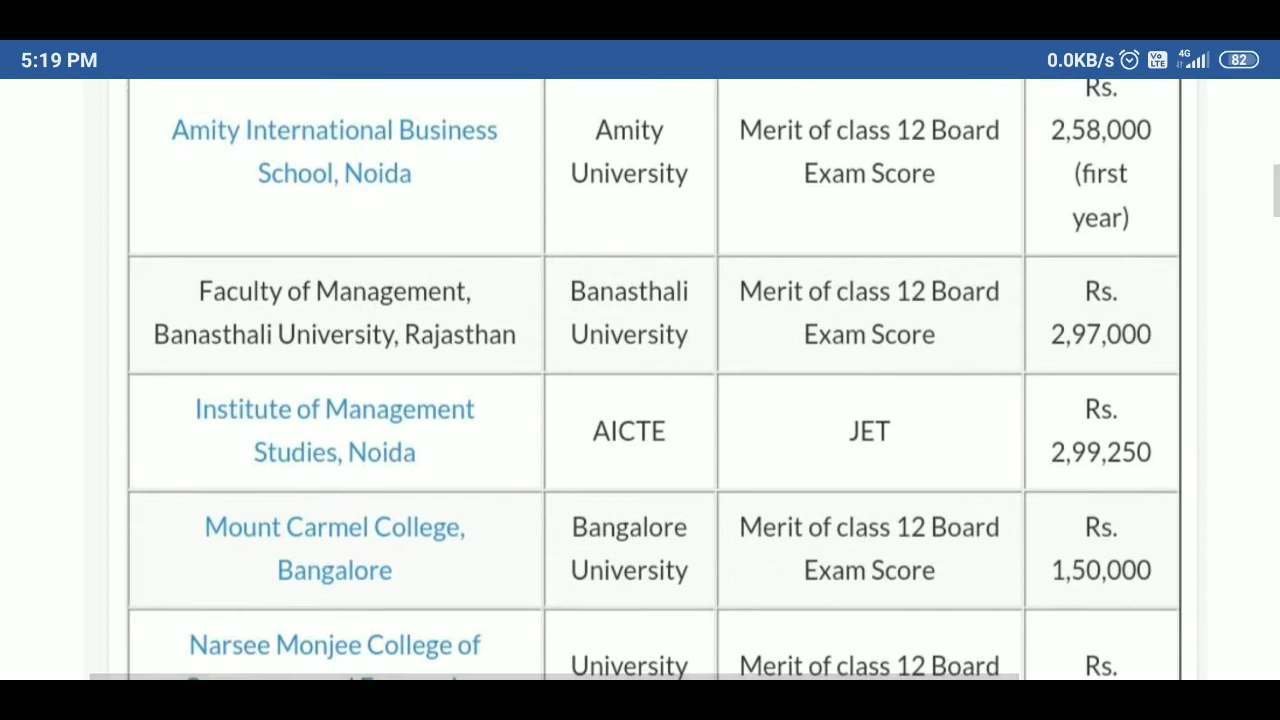 5:19 PM
0.0KB/s
Vo
LTE
4G
82
Rs.
Amity International Business
School, Noida
Amity
University
Merit of class 12 Board
Exam Score
2,58,000
(first
year)
Faculty of Management,
Banasthali University, Rajasthan
Banasthali
University
Merit of class 12 Board
Exam Score
Rs.
2,97,000
Institute of Management
Studies, Noida
AICTE
JET
Rs.
2,99,250
Mount Carmel College,
Bangalore
Bangalore
University
Merit of class 12 Board
Exam Score
Rs.
1,50,000
Narsee Monjee College of
University
Merit of class 12 Board
Rs.